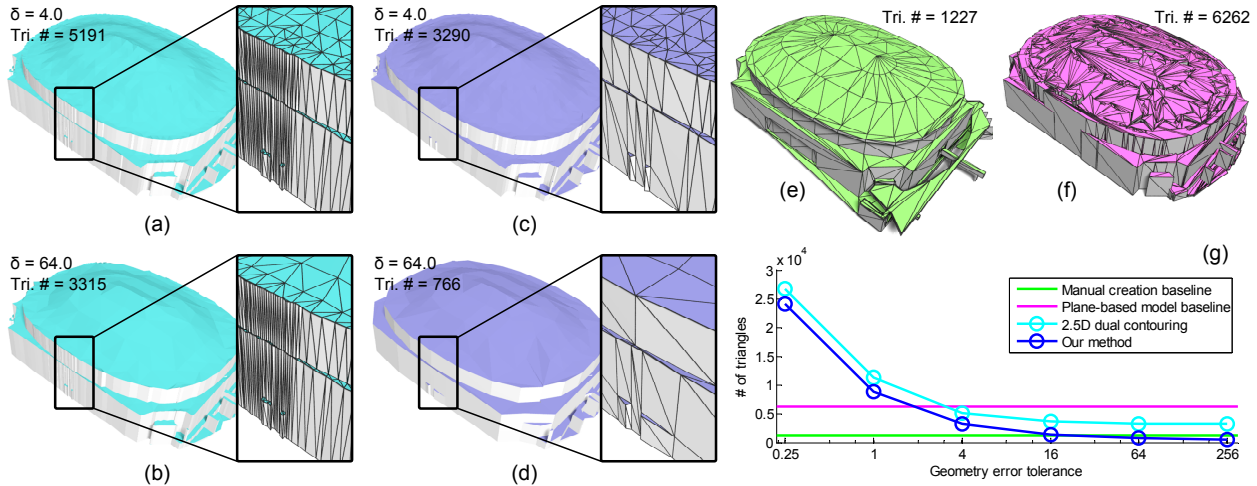 δ = 4.0
Tri. # = 5191
(a)
δ = 4.0
Tri. # = 3290
(c)
Tri. # = 1227
(e)
Tri. # = 6262
(f)
δ = 64.0
Tri. # = 3315
(b)
δ = 64.0
Tri. # = 766
(d)
(g)
x 10⁴
3
2.5
2
1.5
1
0.5
0
# of triangles
Manual creation baseline
Plane-based model baseline
2.5D dual contouring
Our method
0.25 1 4 16 64 256
Geometry error tolerance